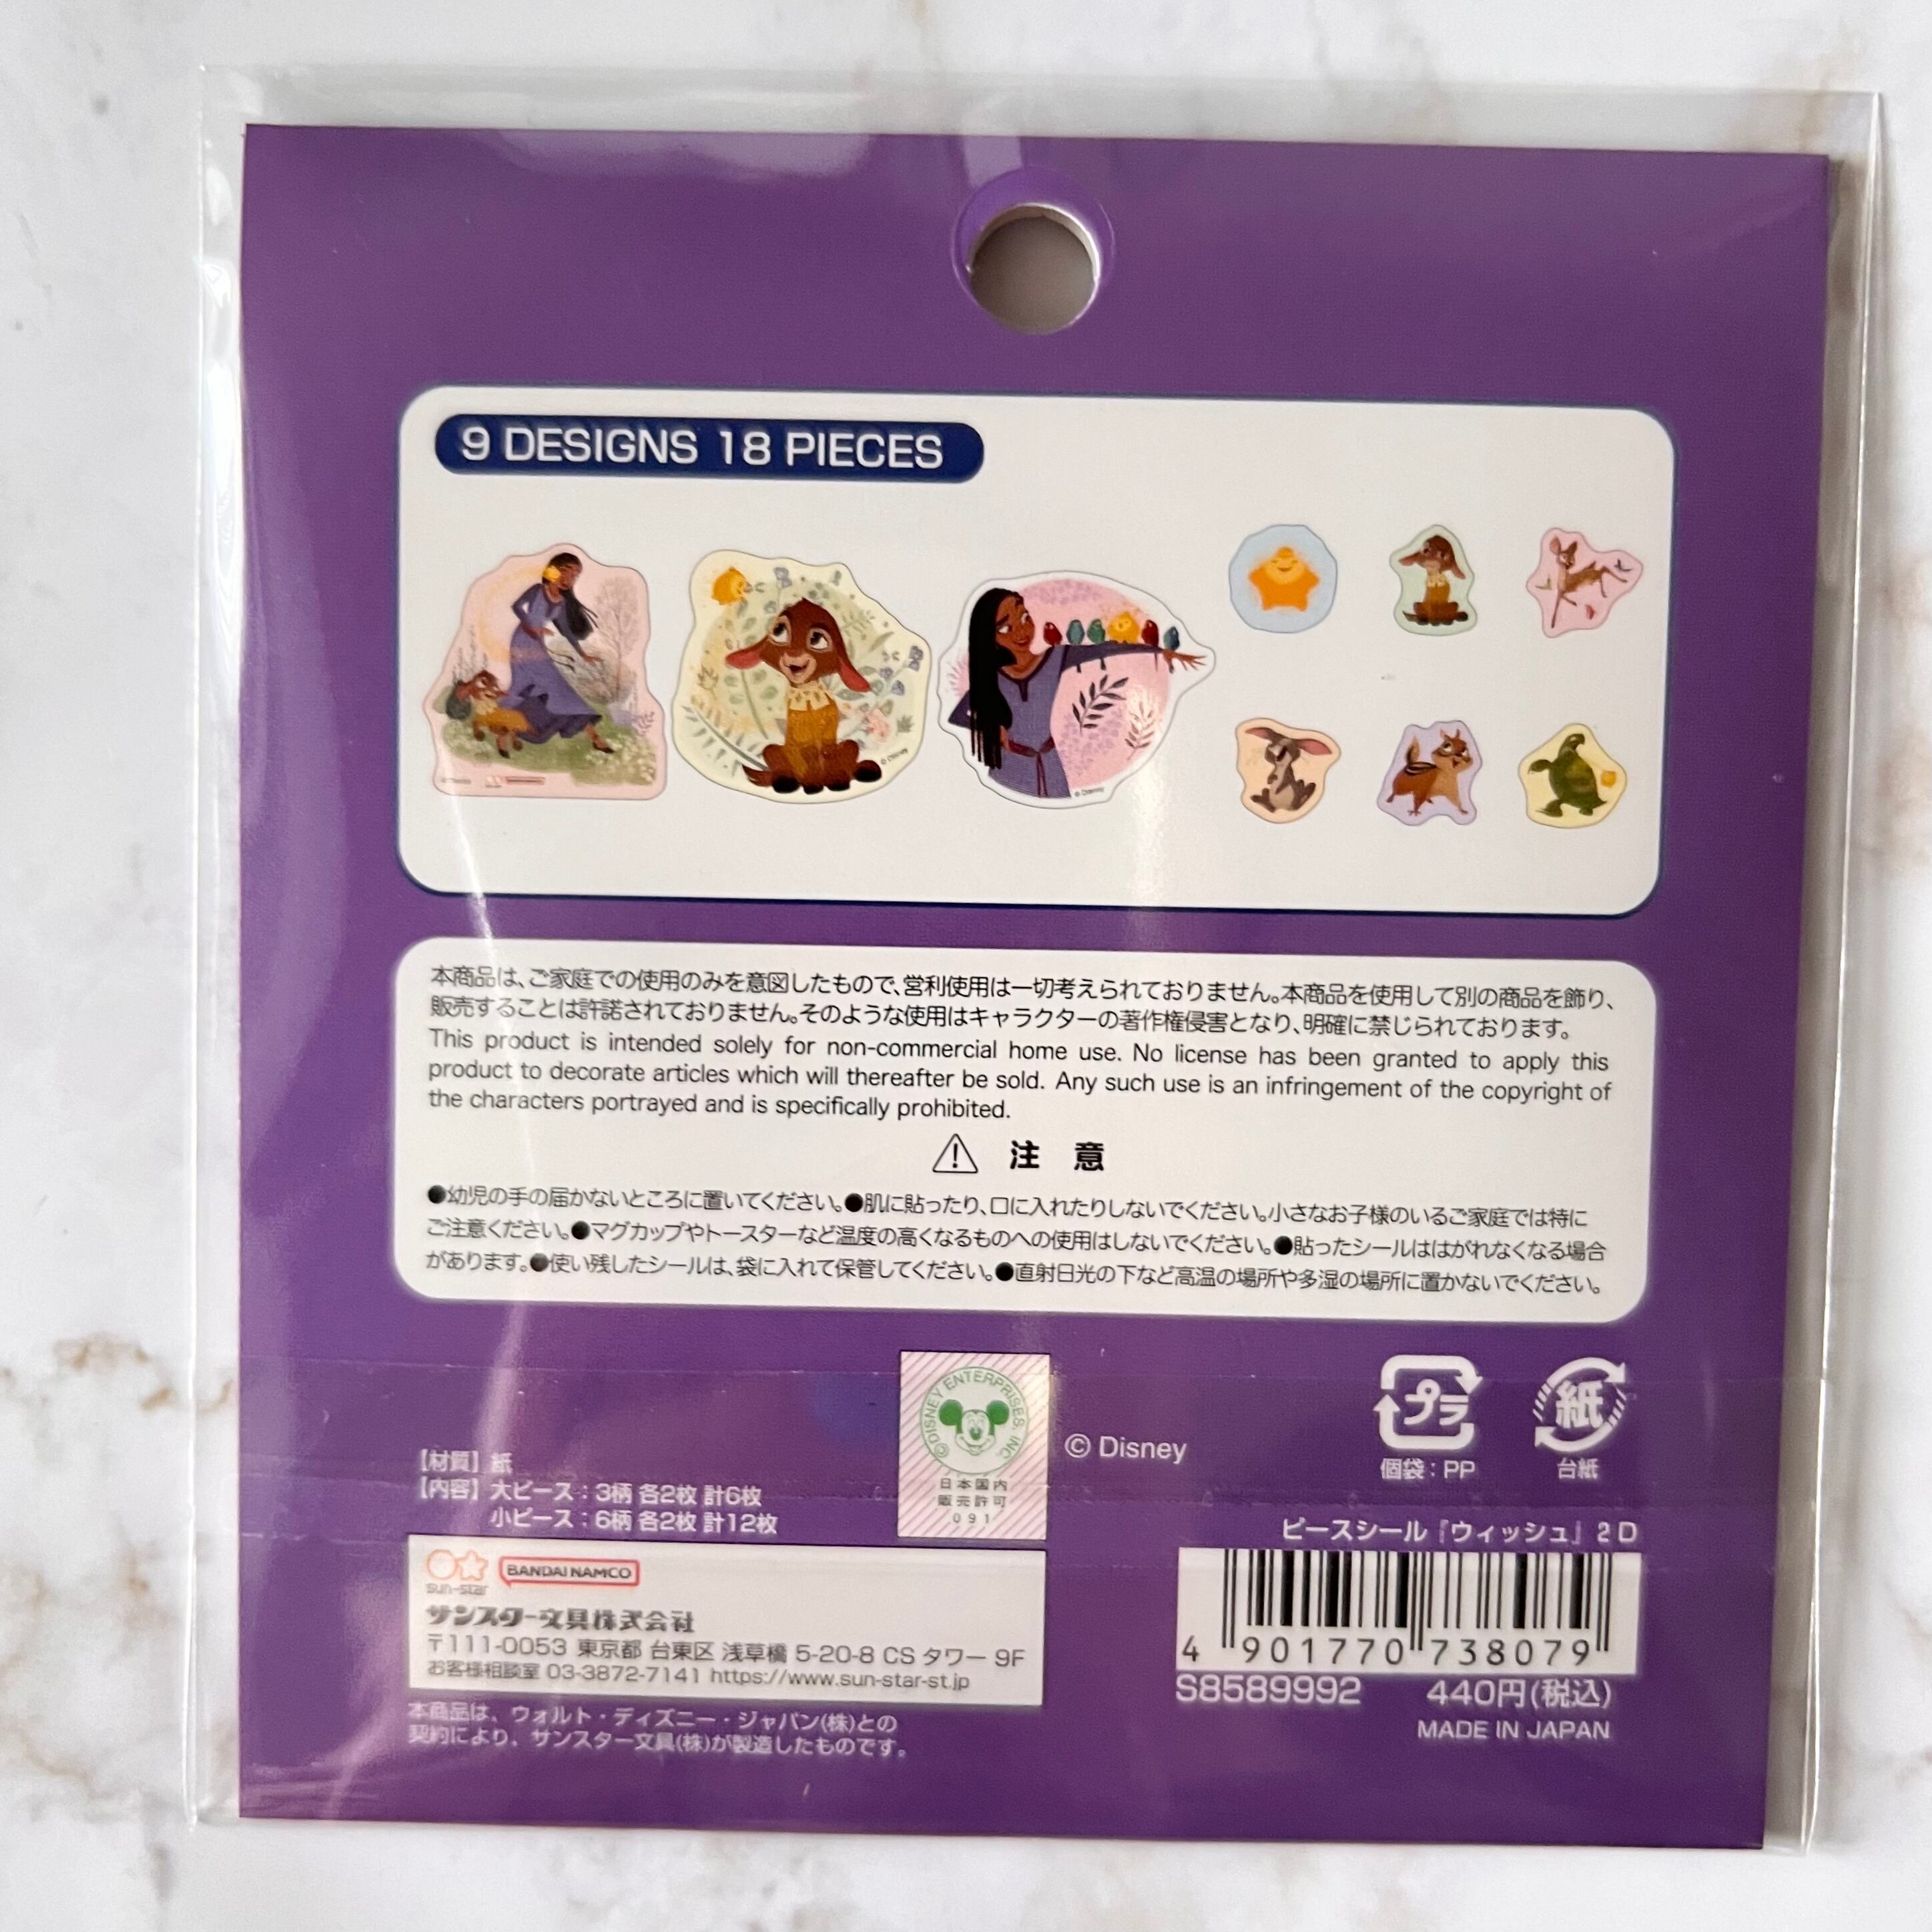 9 DESIGNS 18 PIECES
© Disney
© Disney
本商品は、ご家庭での使用のみを意図したもので、営利使用は一切考えられておりません。本商品を使用して別の商品を飾り、
販売することは許諾されておりません。そのような使用はキャラクターの著作権侵害となり、明確に禁じられております。
This product is intended solely for non-commercial home use. No license has been granted to apply this
product to decorate articles which will thereafter be sold. Any such use is an infringement of the copyright of
the characters portrayed and is specifically prohibited.
注 意
●幼児の手の届かないところに置いてください。●肌に貼ったり、口に入れたりしないでください。小さなお子様のいるご家庭では特に
ご注意ください。●マグカップやトースターなど温度の高くなるものへの使用はしないでください。●貼ったシールははがれなくなる場合
があります。●使い残したシールは、袋に入れて保管してください。●直射日光の下など高温の場所や多湿の場所に置かないでください。
©DISNEY ENTERPRISES, INC.
日本国内
販売許可
091
© Disney
プラ
個袋：PP
紙
台紙
【材質】紙
【内容】大ピース：3柄 各2枚 計6枚
小ピース：6柄 各2枚 計12枚
sun-star
BANDAI NAMCO
サンスター文具株式会社
〒111-0053 東京都 台東区 浅草橋 5-20-8 CS タワー 9F
お客様相談室 03-3872-7141 https://www.sun-star-st.jp
本商品は、ウォルト・ディズニー・ジャパン(株)との
契約により、サンスター文具(株)が製造したものです。
ピースシール『ウィッシュ』2 D
4 901770 738079
S8589992 440円(税込)
MADE IN JAPAN